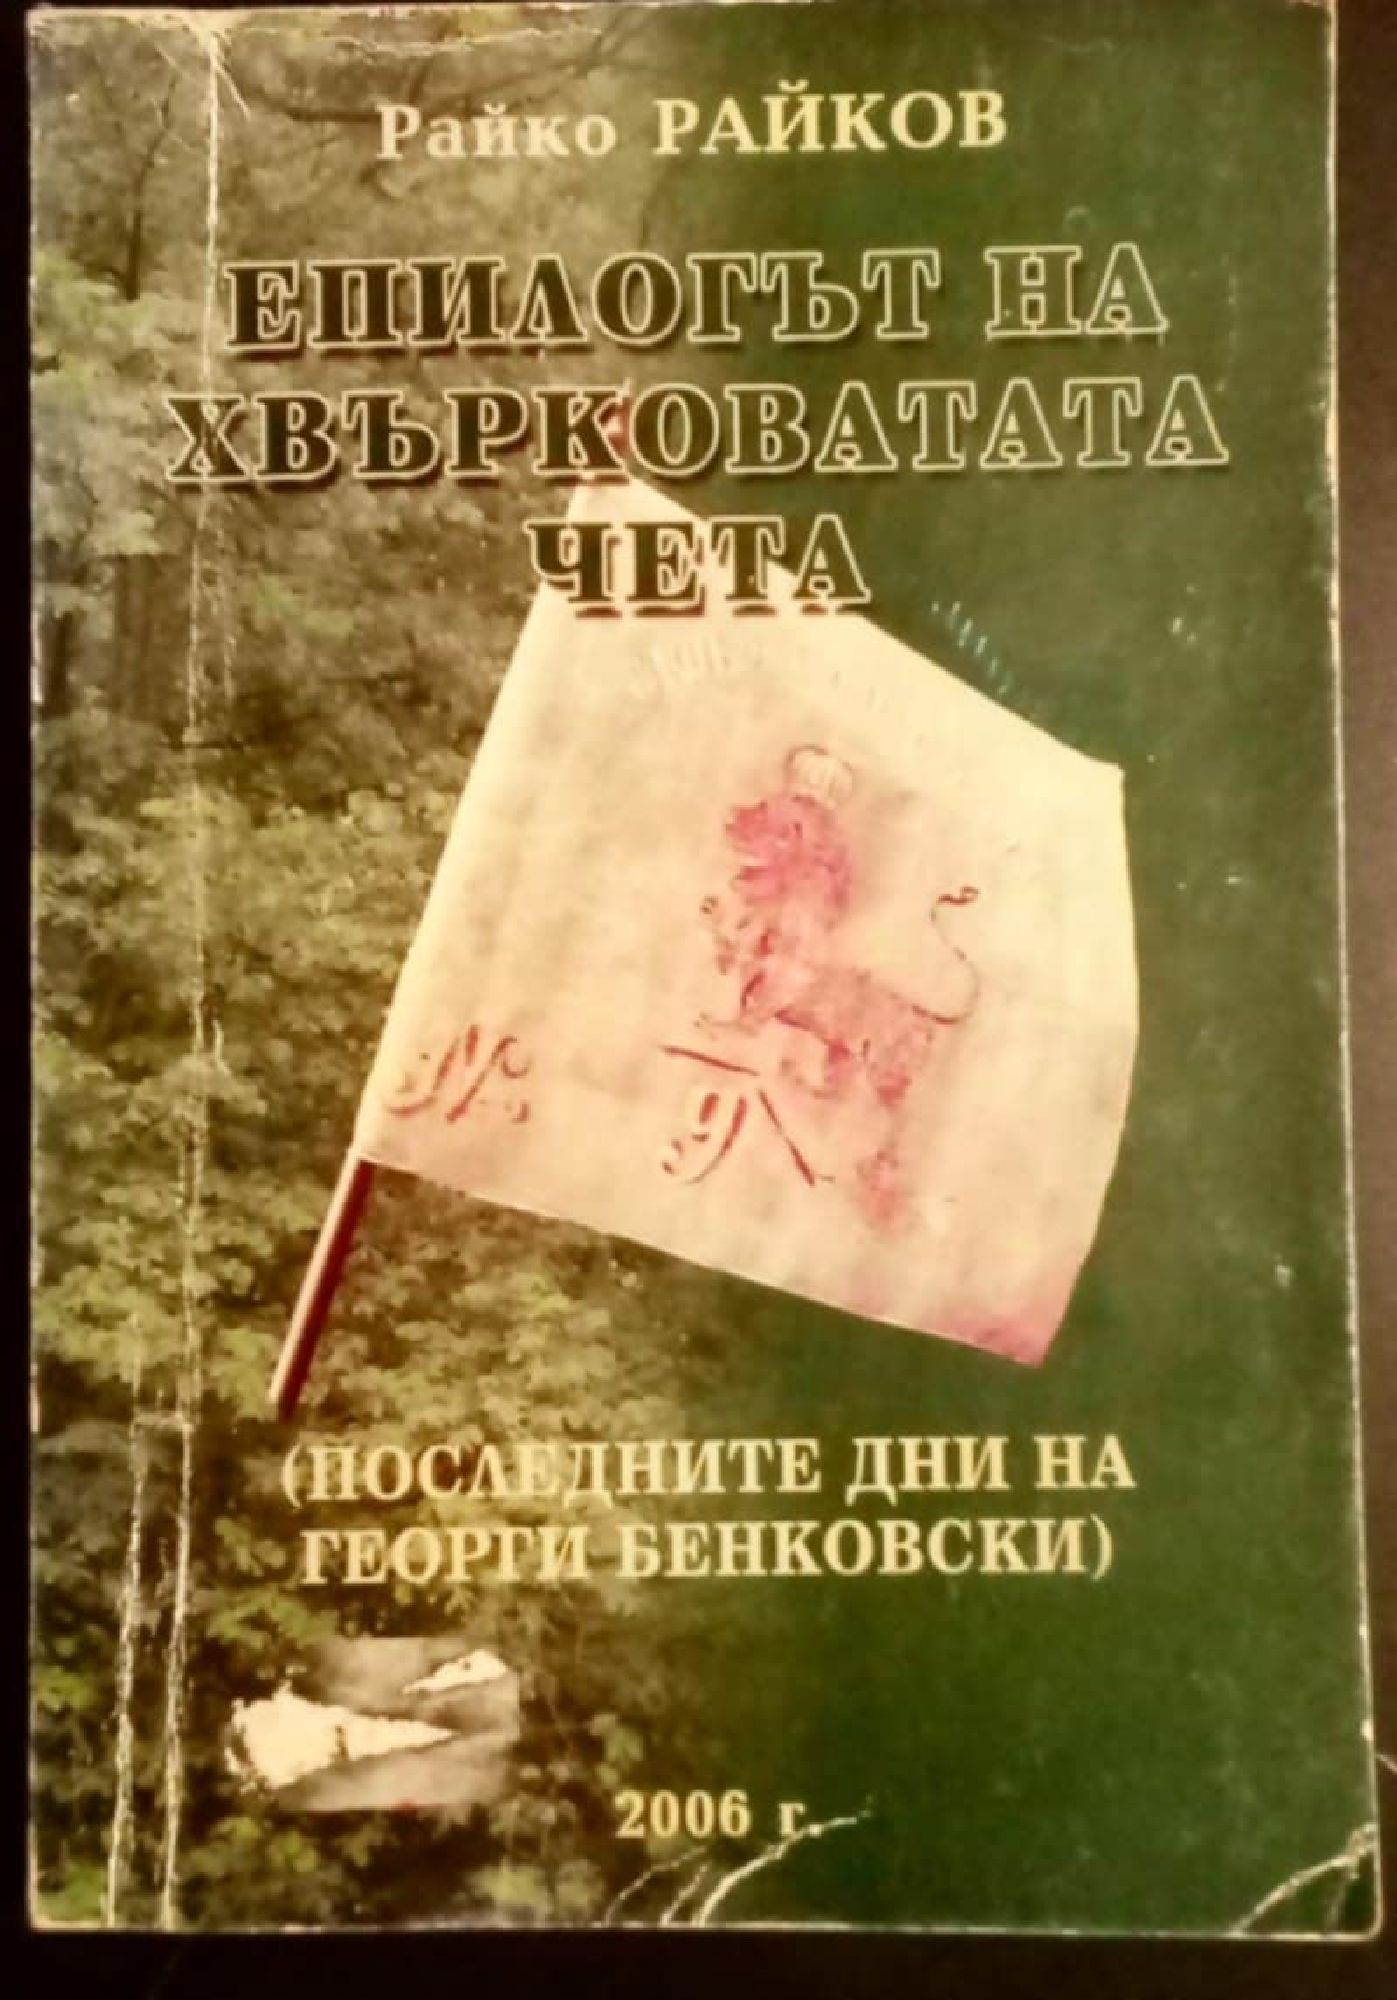 Райко РАЙКОВ
ЕПИЛОГЪТ НА
ХВЪРКОВАТАТА
ЧЕТА
(ПОСЛЕДНИТЕ ДНИ НА
ГЕОРГИ БЕНКОВСКИ)
2006 г.